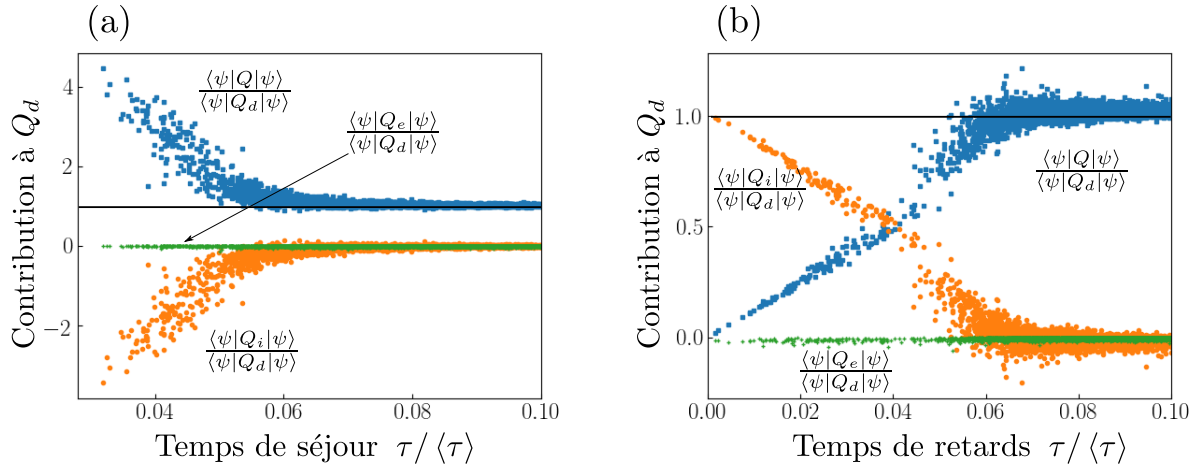 (a)
Contribution à Q_d
4
2
0
−2
⟨ψ|Q|ψ⟩
⟨ψ|Q_d|ψ⟩
⟨ψ|Q_e|ψ⟩
⟨ψ|Q_d|ψ⟩
⟨ψ|Q_i|ψ⟩
⟨ψ|Q_d|ψ⟩
0.04 0.06 0.08 0.10
Temps de séjour τ/⟨τ⟩
(b)
Contribution à Q_d
1.0
0.5
0.0
⟨ψ|Q_i|ψ⟩
⟨ψ|Q_d|ψ⟩
⟨ψ|Q|ψ⟩
⟨ψ|Q_d|ψ⟩
⟨ψ|Q_e|ψ⟩
⟨ψ|Q_d|ψ⟩
0.00 0.02 0.04 0.06 0.08 0.10
Temps de retards τ/⟨τ⟩